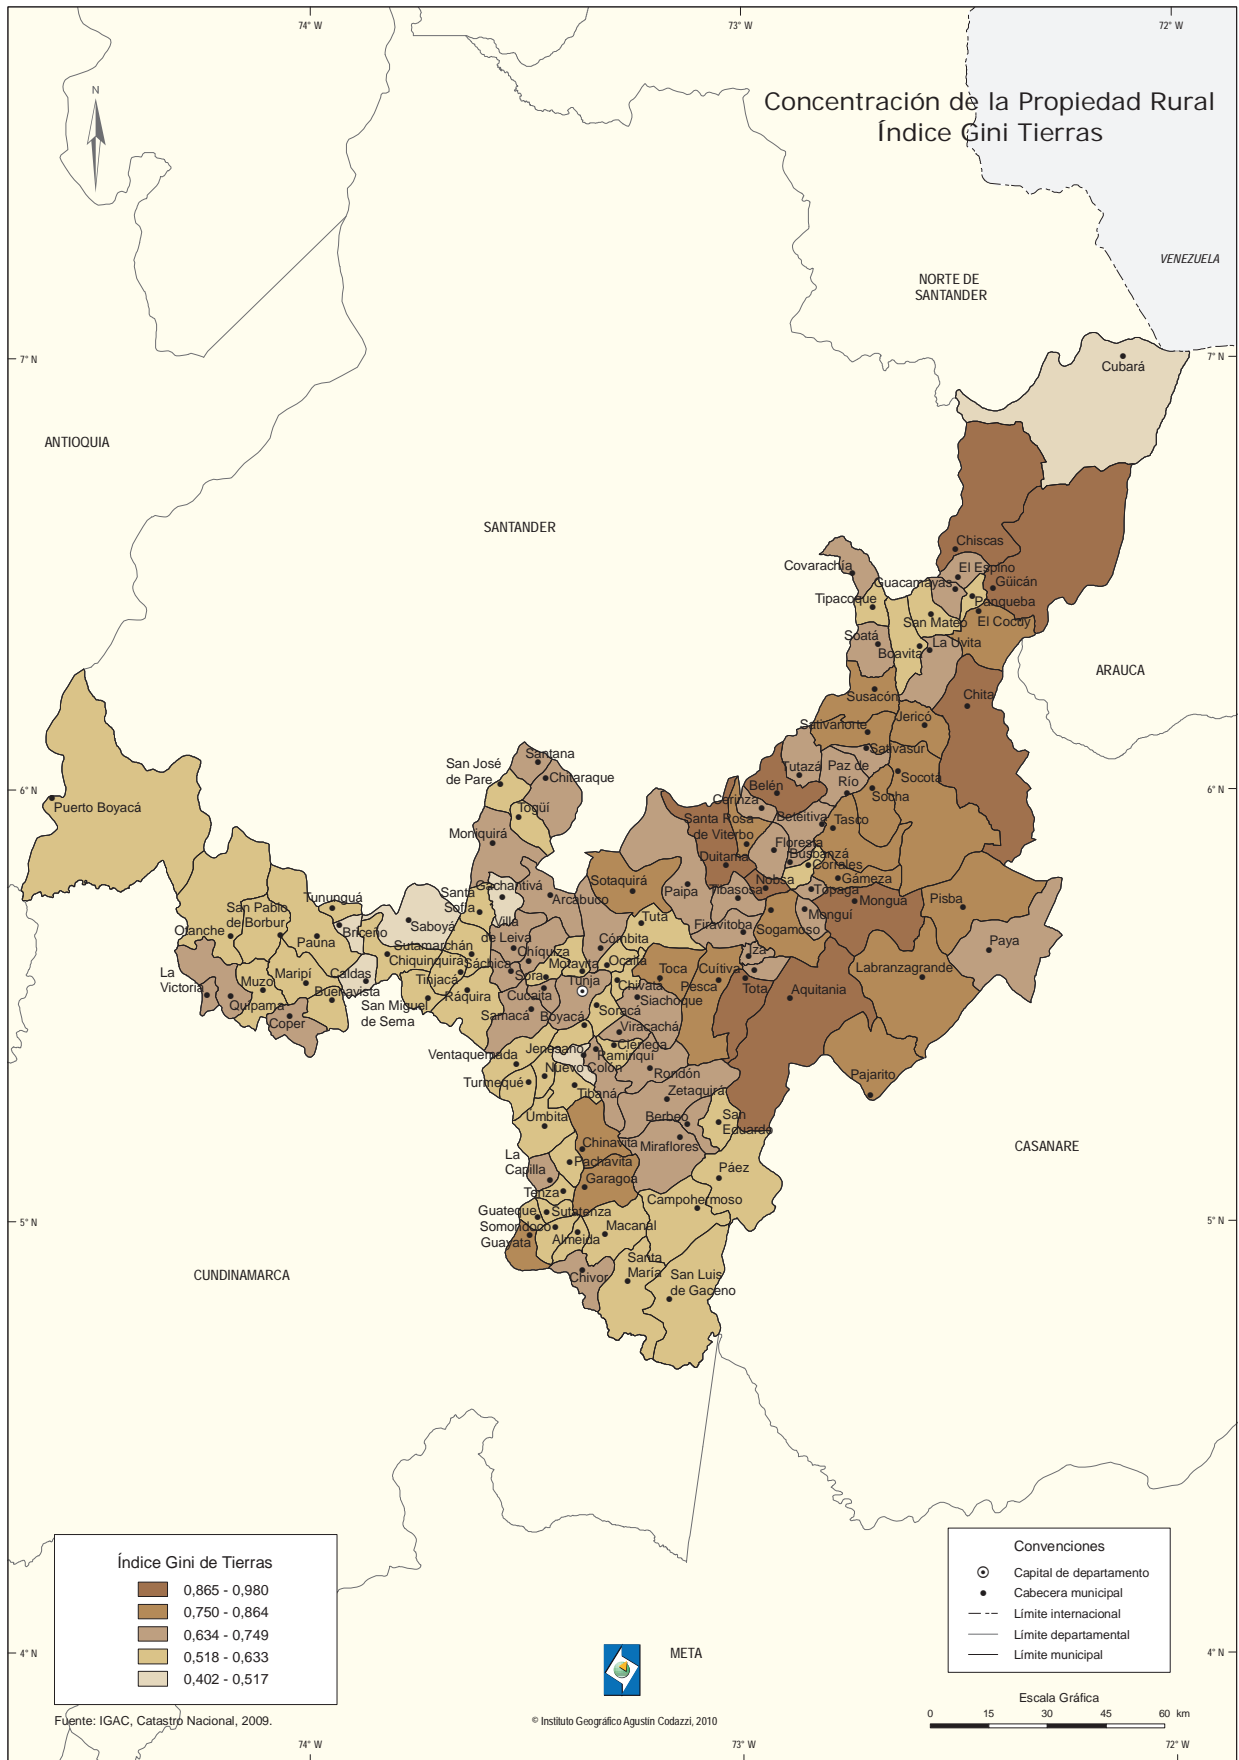 74° W
73° W
72° W
N
Concentración de la Propiedad Rural
Índice Gini Tierras
VENEZUELA
NORTE DE
SANTANDER
7° N
7° N
Cubará
ANTIOQUIA
SANTANDER
Chiscas
Covarachía
El Espino
Guacamayas
Güicán
Tipacoque
Panqueba
San Mateo
El Cocuy
Soatá
La Uvita
Boavita
ARAUCA
Susacón
Chita
Sativanorte
Jericó
Sativasur
Santana
San José
de Pare
Chitaraque
Tutazá
Paz de
Río
Socota
6° N
6° N
Belén
Socha
Puerto Boyacá
Cerinza
Togüí
Santa Rosa
de Viterbo
Beteitiva
Tasco
Moniquirá
Floresta
Busbanzá
Duitama
Corrales
Gámeza
Nobsa
Santa
Sofía
Gachantivá
Sotaquirá
Paipa
Tibasosa
Tópaga
Tununguá
Arcabuco
Mongua
Pisba
San Pablo
de Borbur
Monguí
Villa
de Leiva
Tuta
Otanche
Briceño
Saboyá
Firavitoba
Sogamoso
Pauna
Sutamarchán
Cómbita
Paya
Chíquiza
Iza
Chiquinquirá
Sáchica
Motavita
Oicatá
La
Victoria
Maripí
Caldas
Tinjacá
Sora
Tunja
Toca
Cuítiva
Labranzagrande
Muzo
Chivatá
Pesca
Tota
Aquitania
Buenavista
Ráquira
Cucaita
Siachoque
Quipama
San Miguel
de Sema
Soracá
Coper
Samacá
Boyacá
Viracachá
Ciénega
Jenesano
Ventaquemada
Ramiriquí
Nuevo Colón
Rondón
Pajarito
Turmequé
Tibaná
Zetaquirá
Umbita
Berbeo
San
Eduardo
Chinavita
Miraflores
CASANARE
La
Capilla
Pachavita
Páez
Garagoa
Tenza
Campohermoso
Guateque
Sutatenza
5° N
5° N
Somondoco
Macanal
Guayatá
Almeida
Santa
María
CUNDINAMARCA
Chivor
San Luis
de Gaceno
Índice Gini de Tierras
0,865 - 0,980
0,750 - 0,864
0,634 - 0,749
0,518 - 0,633
0,402 - 0,517
Convenciones
Capital de departamento
Cabecera municipal
Límite internacional
Límite departamental
Límite municipal
4° N
4° N
META
Escala Gráfica
0 15 30 45 60 km
Fuente: IGAC, Catastro Nacional, 2009.
© Instituto Geográfico Agustín Codazzi, 2010
74° W
73° W
72° W